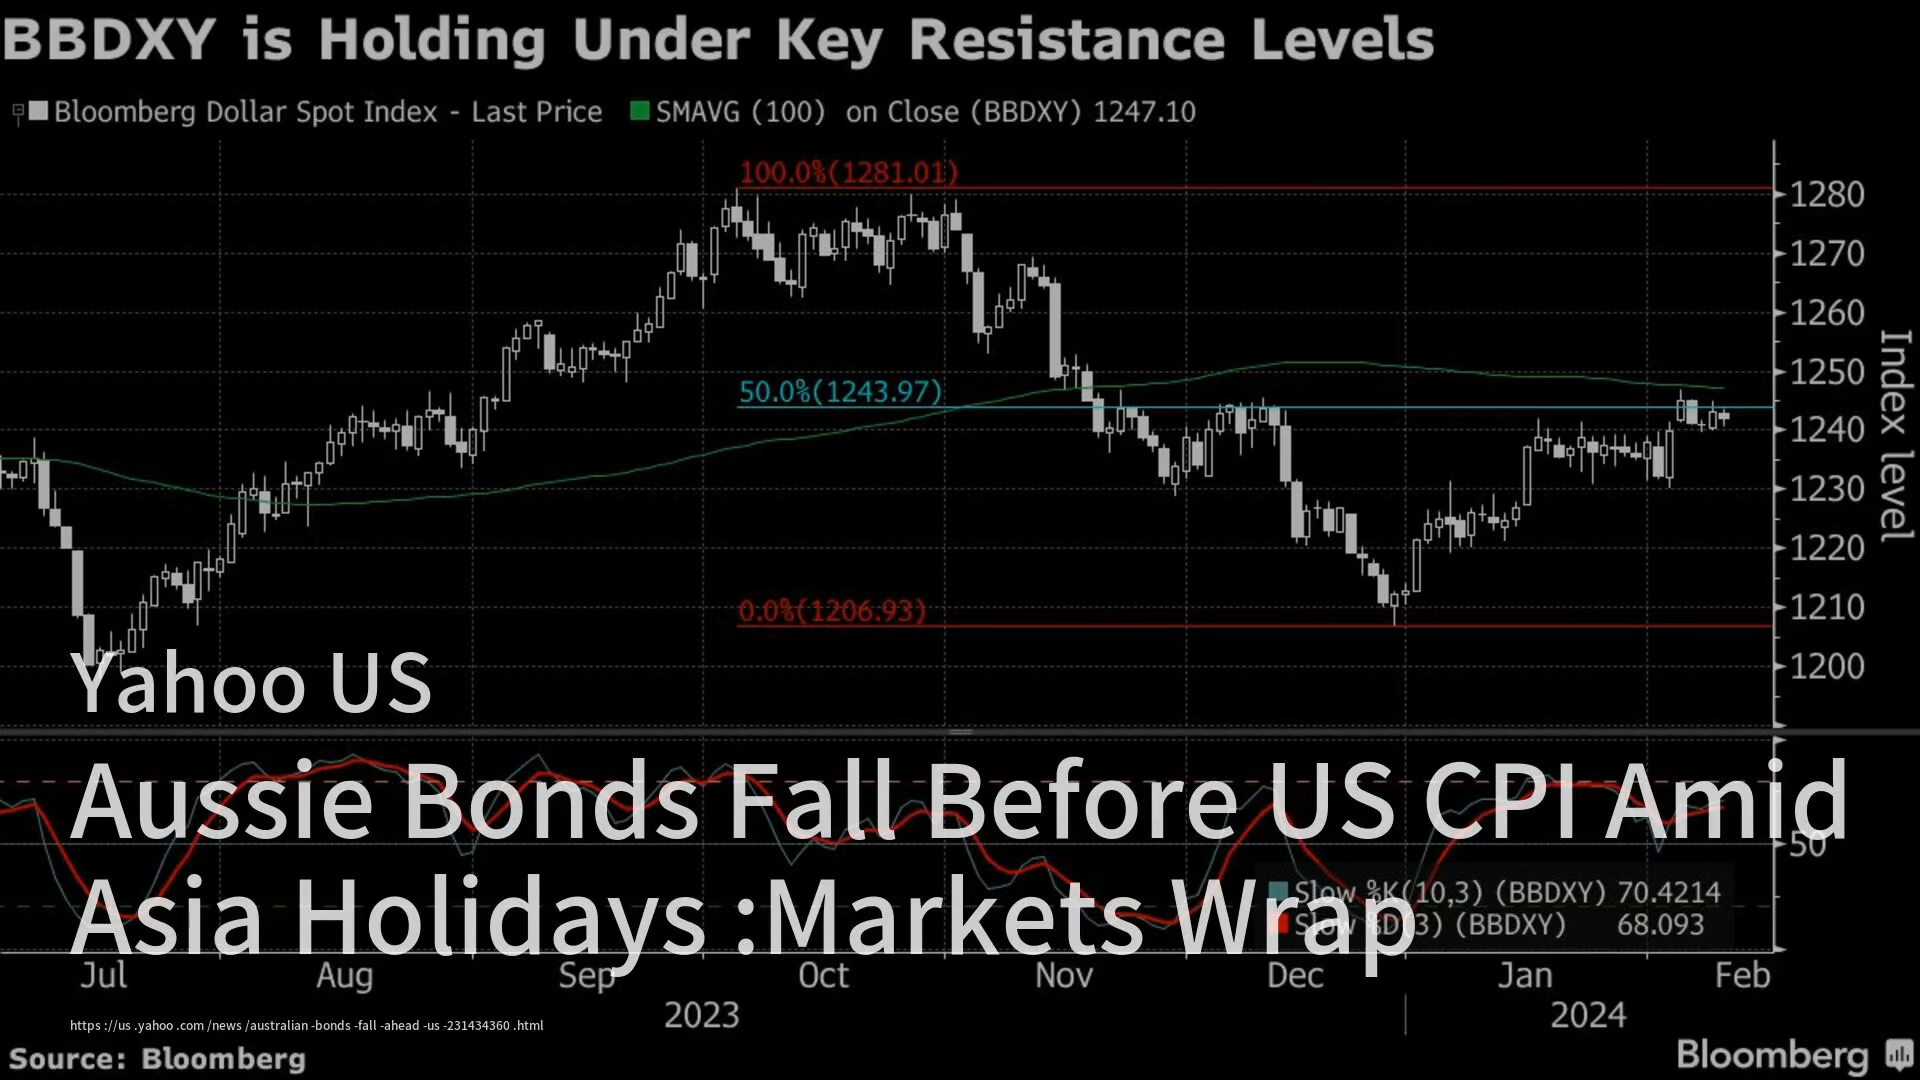 BBDXY is Holding Under Key Resistance Levels
Bloomberg Dollar Spot Index - Last Price SMAVG (100) on Close (BBDXY) 1247.10
100.0%(1281.01)
50.0%(1243.97)
0.0%(1206.93)
1280
1270
1260
1250
1240
1230
1220
1210
1200
Index level
Yahoo US
Aussie Bonds Fall Before US CPI Amid
Asia Holidays :Markets Wrap
50
Slow %K(10,3) (BBDXY) 70.4214
Slow %D(3) (BBDXY) 68.093
Jul Aug Sep Oct Nov Dec Jan Feb
2023 2024
https ://us .yahoo .com /news /australian -bonds -fall -ahead -us -231434360 .html
Source: Bloomberg
Bloomberg